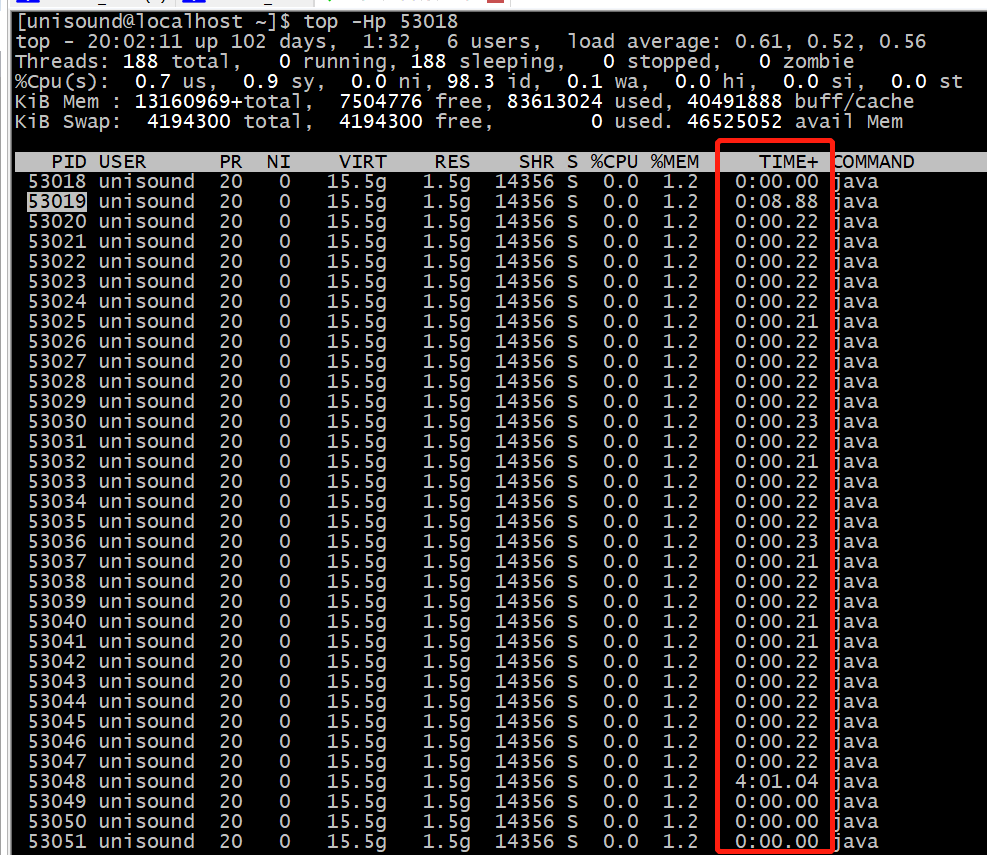 [unisound@localhost ~]$ top -Hp 53018
top - 20:02:11 up 102 days,  1:32,  6 users,  load average: 0.61, 0.52, 0.56
Threads: 188 total,   0 running, 188 sleeping,   0 stopped,   0 zombie
%Cpu(s):  0.7 us,  0.9 sy,  0.0 ni, 98.3 id,  0.1 wa,  0.0 hi,  0.0 si,  0.0 st
KiB Mem : 13160969+total,  7504776 free, 83613024 used, 40491888 buff/cache
KiB Swap:  4194300 total,  4194300 free,        0 used. 46525052 avail Mem
PID USER PR NI VIRT RES SHR S %CPU %MEM TIME+ COMMAND
53018 unisound 20 0 15.5g 1.5g 14356 S 0.0 1.2 0:00.00 java
53019 unisound 20 0 15.5g 1.5g 14356 S 0.0 1.2 0:08.88 java
53020 unisound 20 0 15.5g 1.5g 14356 S 0.0 1.2 0:00.22 java
53021 unisound 20 0 15.5g 1.5g 14356 S 0.0 1.2 0:00.22 java
53022 unisound 20 0 15.5g 1.5g 14356 S 0.0 1.2 0:00.22 java
53023 unisound 20 0 15.5g 1.5g 14356 S 0.0 1.2 0:00.22 java
53024 unisound 20 0 15.5g 1.5g 14356 S 0.0 1.2 0:00.22 java
53025 unisound 20 0 15.5g 1.5g 14356 S 0.0 1.2 0:00.21 java
53026 unisound 20 0 15.5g 1.5g 14356 S 0.0 1.2 0:00.22 java
53027 unisound 20 0 15.5g 1.5g 14356 S 0.0 1.2 0:00.22 java
53028 unisound 20 0 15.5g 1.5g 14356 S 0.0 1.2 0:00.22 java
53029 unisound 20 0 15.5g 1.5g 14356 S 0.0 1.2 0:00.22 java
53030 unisound 20 0 15.5g 1.5g 14356 S 0.0 1.2 0:00.23 java
53031 unisound 20 0 15.5g 1.5g 14356 S 0.0 1.2 0:00.22 java
53032 unisound 20 0 15.5g 1.5g 14356 S 0.0 1.2 0:00.21 java
53033 unisound 20 0 15.5g 1.5g 14356 S 0.0 1.2 0:00.22 java
53034 unisound 20 0 15.5g 1.5g 14356 S 0.0 1.2 0:00.22 java
53035 unisound 20 0 15.5g 1.5g 14356 S 0.0 1.2 0:00.22 java
53036 unisound 20 0 15.5g 1.5g 14356 S 0.0 1.2 0:00.23 java
53037 unisound 20 0 15.5g 1.5g 14356 S 0.0 1.2 0:00.21 java
53038 unisound 20 0 15.5g 1.5g 14356 S 0.0 1.2 0:00.22 java
53039 unisound 20 0 15.5g 1.5g 14356 S 0.0 1.2 0:00.22 java
53040 unisound 20 0 15.5g 1.5g 14356 S 0.0 1.2 0:00.21 java
53041 unisound 20 0 15.5g 1.5g 14356 S 0.0 1.2 0:00.21 java
53042 unisound 20 0 15.5g 1.5g 14356 S 0.0 1.2 0:00.22 java
53043 unisound 20 0 15.5g 1.5g 14356 S 0.0 1.2 0:00.22 java
53044 unisound 20 0 15.5g 1.5g 14356 S 0.0 1.2 0:00.22 java
53045 unisound 20 0 15.5g 1.5g 14356 S 0.0 1.2 0:00.22 java
53046 unisound 20 0 15.5g 1.5g 14356 S 0.0 1.2 0:00.22 java
53047 unisound 20 0 15.5g 1.5g 14356 S 0.0 1.2 0:00.22 java
53048 unisound 20 0 15.5g 1.5g 14356 S 0.0 1.2 4:01.04 java
53049 unisound 20 0 15.5g 1.5g 14356 S 0.0 1.2 0:00.00 java
53050 unisound 20 0 15.5g 1.5g 14356 S 0.0 1.2 0:00.00 java
53051 unisound 20 0 15.5g 1.5g 14356 S 0.0 1.2 0:00.00 java